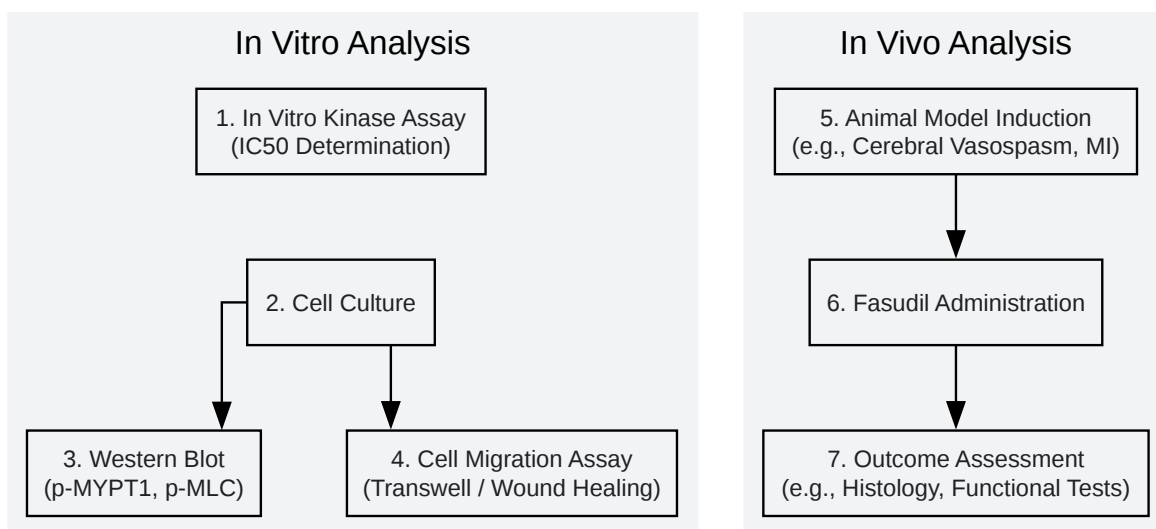 In Vitro Analysis
1. In Vitro Kinase Assay
(IC50 Determination)
2. Cell Culture
3. Western Blot
(p-MYPT1, p-MLC)
4. Cell Migration Assay
(Transwell / Wound Healing)
In Vivo Analysis
5. Animal Model Induction
(e.g., Cerebral Vasospasm, MI)
6. Fasudil Administration
7. Outcome Assessment
(e.g., Histology, Functional Tests)